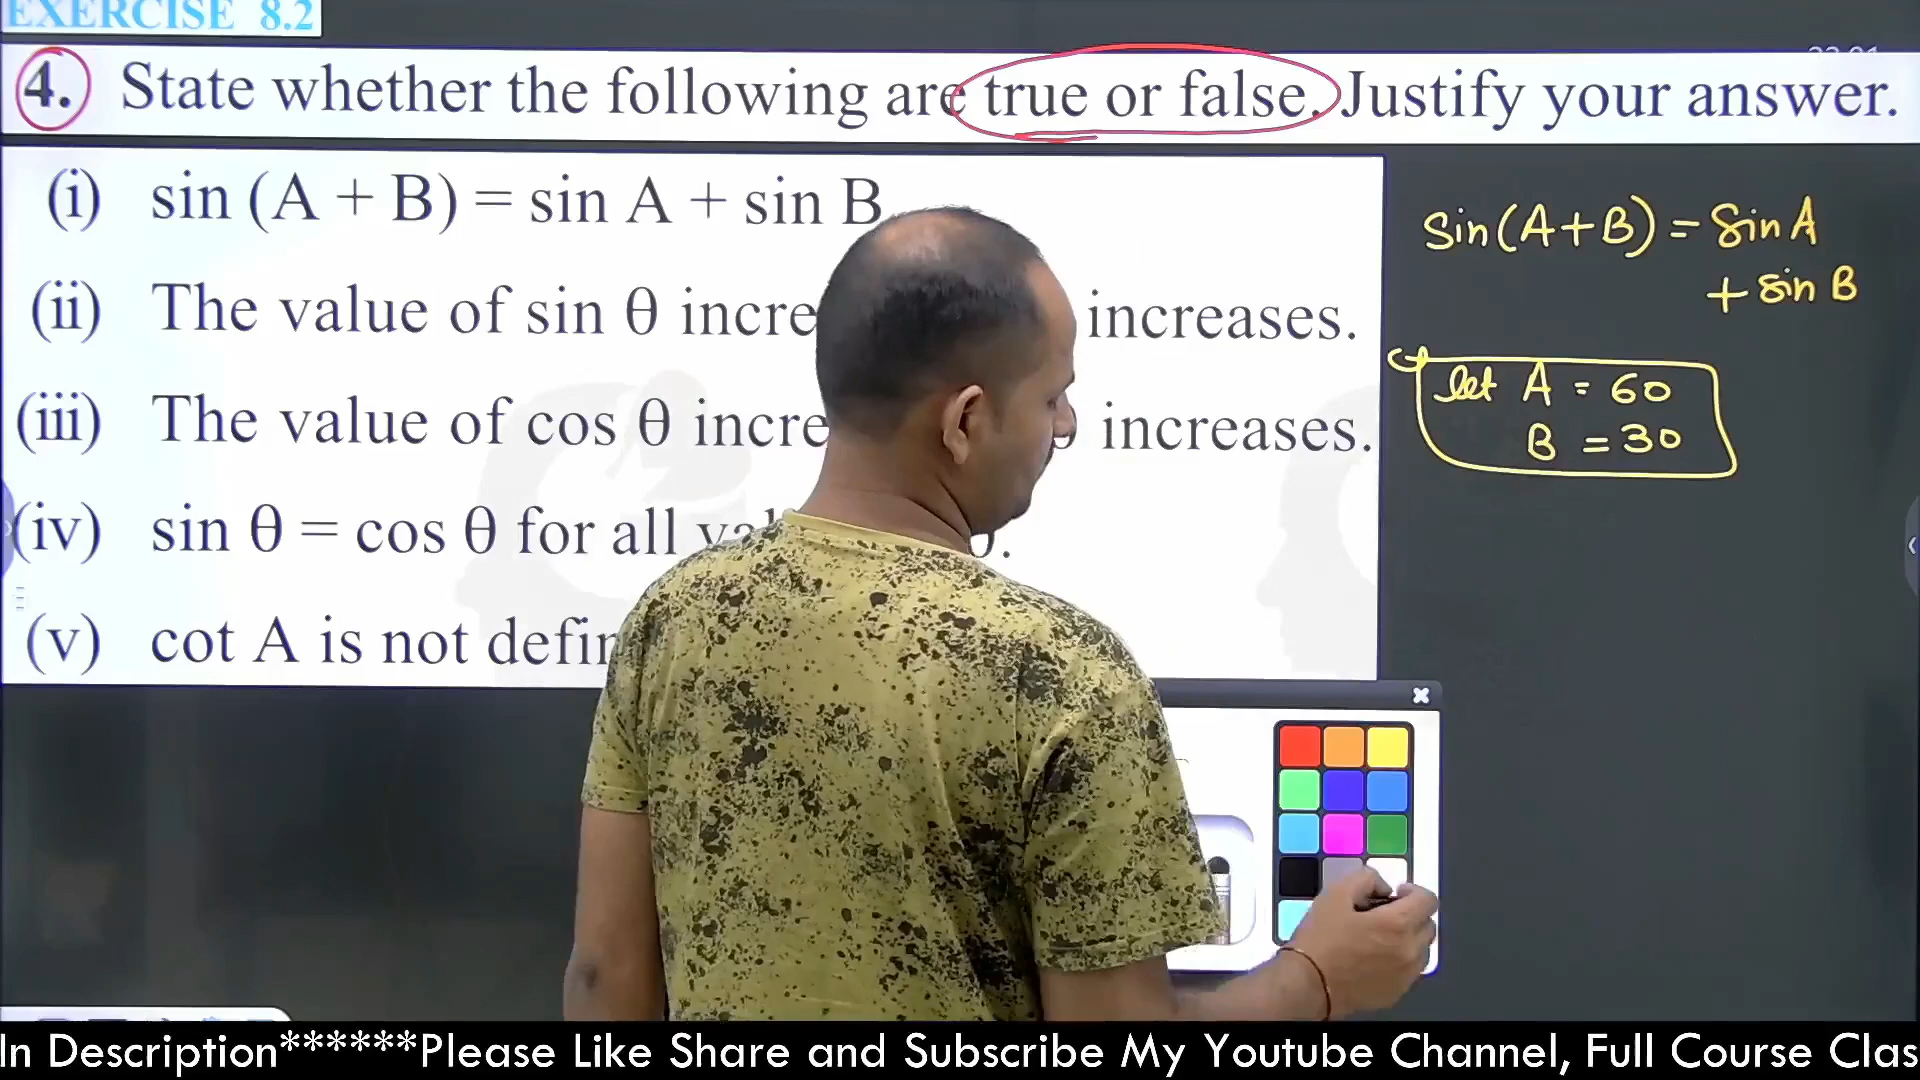 EXERCISE 8.2
4. State whether the following are true or false. Justify your answer.
(i) sin (A + B) = sin A + sin B
(ii) The value of sin θ incre increases.
(iii) The value of cos θ incre increases.
(iv) sin θ = cos θ for all
(v) cot A is not defin
Sin(A+B) = Sin A
+ Sin B
let A = 60
B = 30
In Description******Please Like Share and Subscribe My Youtube Channel, Full Course Clas